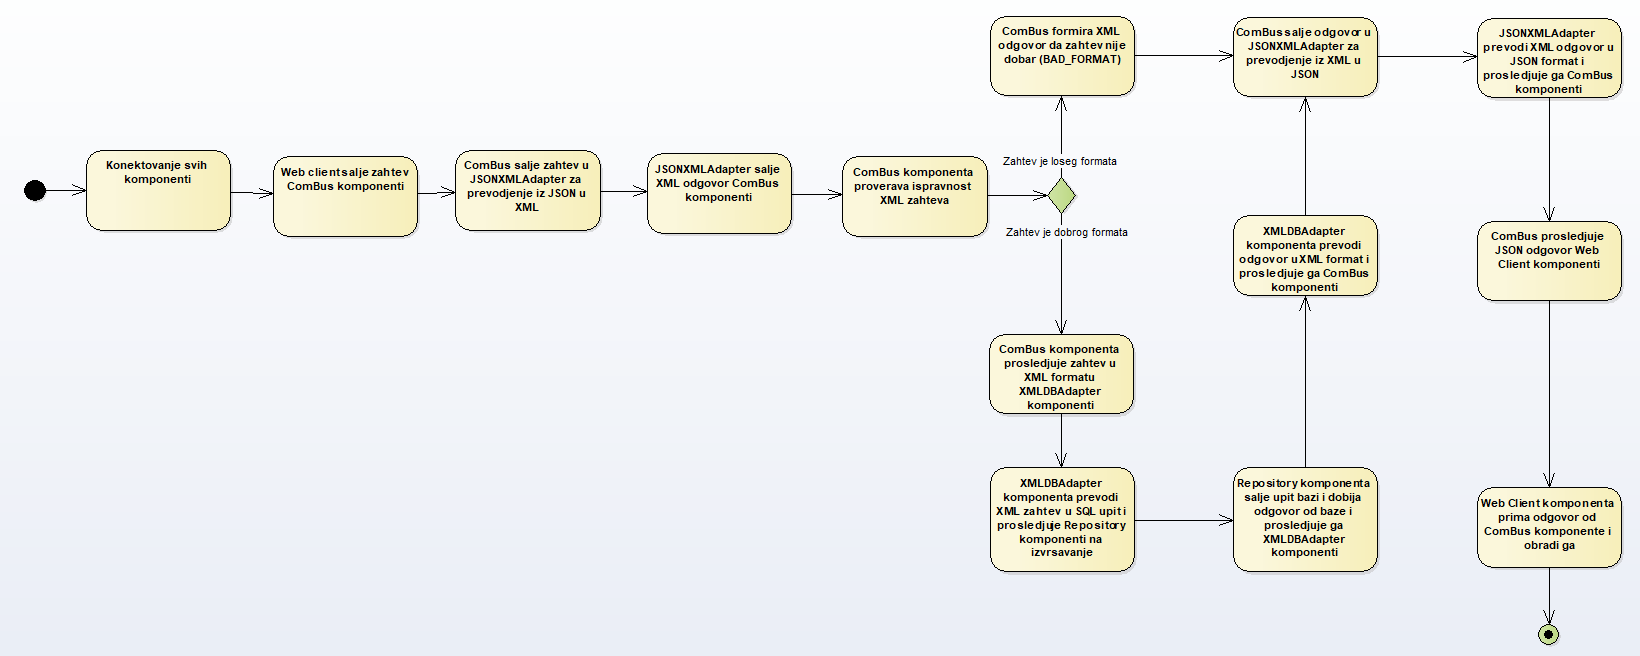 Konektovanje svih
komponenti
Web client salje zahtev
ComBus komponenti
ComBus salje zahtev u
JSONXMLAdapter za
prevodjenje iz JSON u
XML
JSONXMLAdapter salje
XML odgovor ComBus
komponenti
ComBus komponenta
proverava ispravnost
XML zahteva
Zahtev je loseg formata
Zahtev je dobrog formata
ComBus formira XML
odgovor da zahtev nije
dobar (BAD_FORMAT)
ComBus komponenta
prosledjuje zahtev u
XML formatu
XMLDBAdapter
komponenti
XMLDBAdapter
komponenta prevodi
XML zahtev u SQL upit i
prosledjuje Repository
komponenti na
izvrsavanje
Repository komponenta
salje upit bazi i dobija
odgovor od baze i
prosledjuje ga
XMLDBAdapter
komponenti
XMLDBAdapter
komponenta prevodi
odgovor u XML format i
prosledjuje ga ComBus
komponenti
ComBus salje odgovor u
JSONXMLAdapter za
prevodjenje iz XML u
JSON
JSONXMLAdapter
prevodi XML odgovor u
JSON format i
prosledjuje ga ComBus
komponenti
ComBus prosledjuje
JSON odgovor Web
Client komponenti
Web Client komponenta
prima odgovor od
ComBus komponente i
obradi ga